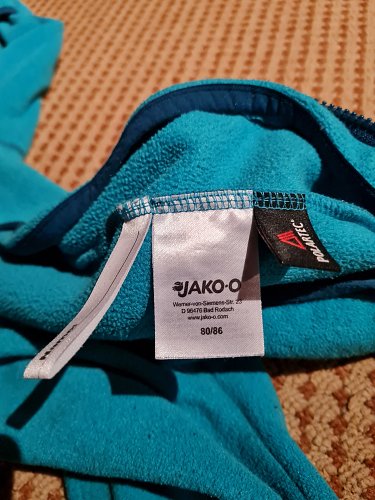 JAKO-O
Werner-von-Siemens-Str. 23
D 96476 Bad Rodach
www.jako-o.com
80/86
POLARTEC®